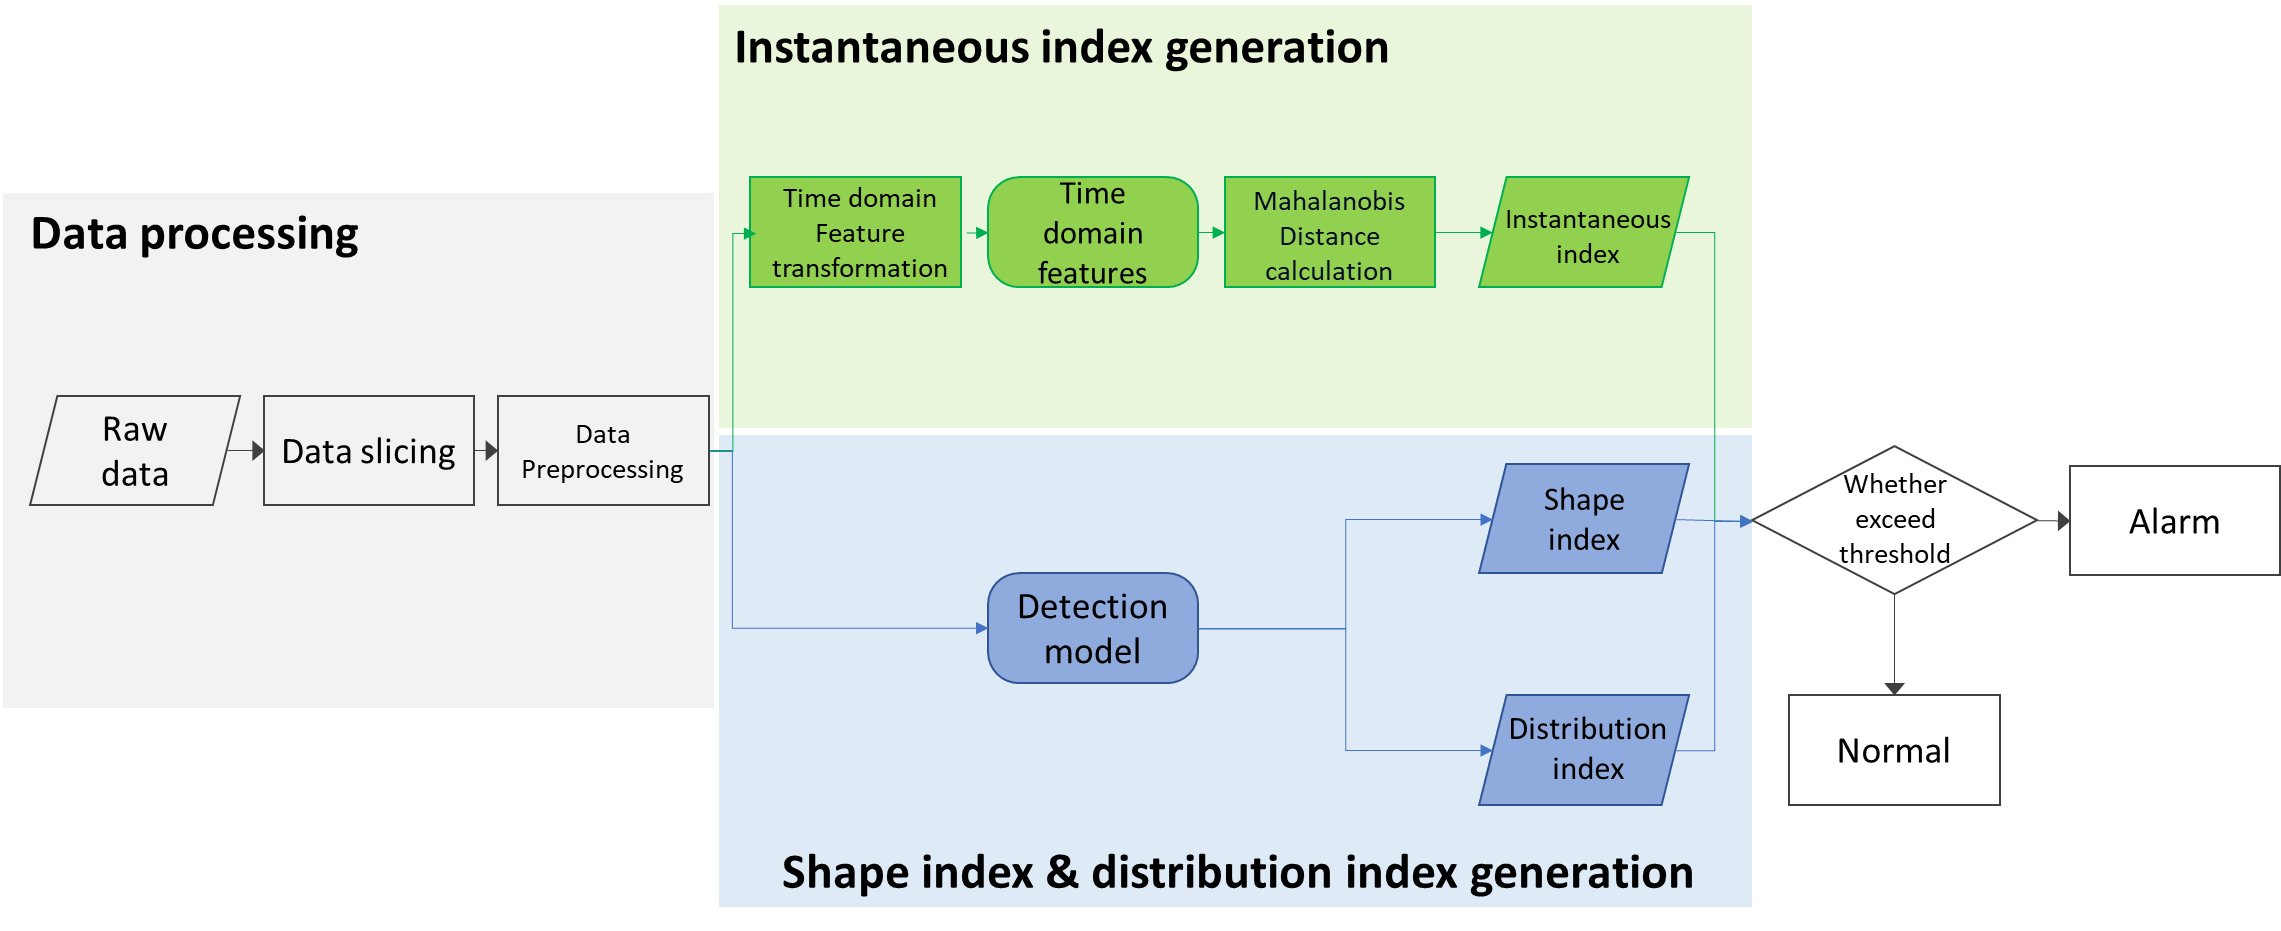 Instantaneous index generation
Time domain
Feature
transformation
Time
domain
features
Mahalanobis
Distance
calculation
Instantaneous
index
Data processing
Raw
data
Data slicing
Data
Preprocessing
Shape
index
Detection
model
Distribution
index
Shape index & distribution index generation
Whether
exceed
threshold
Alarm
Normal